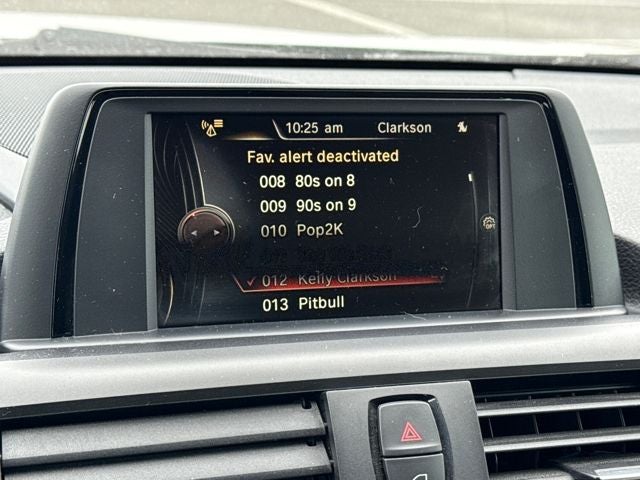 10:25 am Clarkson
Fav. alert deactivated
008 80s on 8
009 90s on 9
010 Pop2K
✓ 012 Kelly Clarkson
013 Pitbull
OPT